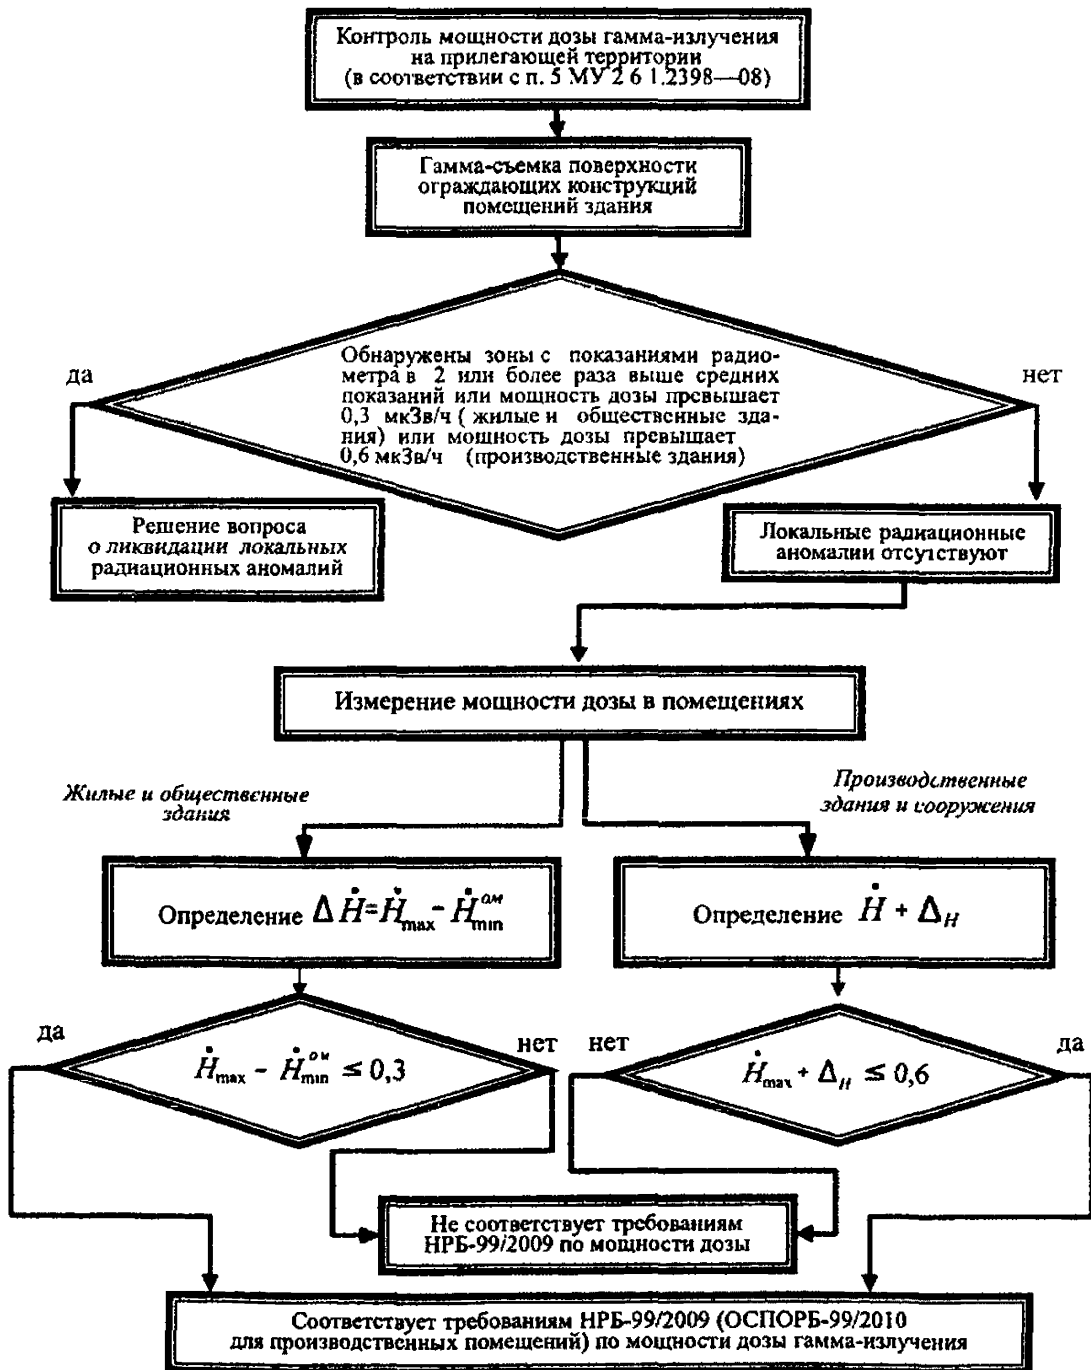 Контроль мощности дозы гамма-излучения
на прилегающей территории
(в соответствии с п. 5 МУ 2 6 1.2398—08)
Гамма-съемка поверхности
ограждающих конструкций
помещений здания
да
нет
Обнаружены зоны с показаниями радио-
метра в 2 или более раза выше средних
показаний или мощность дозы превышает
0,3 мкЗв/ч ( жилые и общественные зда-
ния) или мощность дозы превышает
0,6 мкЗв/ч (производственные здания)
Решение вопроса
о ликвидации локальных
радиационных аномалий
Локальные радиационные
аномалии отсутствуют
Измерение мощности дозы в помещениях
Жилые и общественные
здания
Производственные
здания и сооружения
Определение Δ Ḣ = Ḣmax - Ḣmin ом
Определение Ḣ + ΔH
да
Ḣmax - Ḣmin ом ≤ 0,3
нет
нет
Ḣmax + ΔH ≤ 0,6
да
Не соответствует требованиям
НРБ-99/2009 по мощности дозы
Соответствует требованиям НРБ-99/2009 (ОСПОРБ-99/2010
для производственных помещений) по мощности дозы гамма-излучения